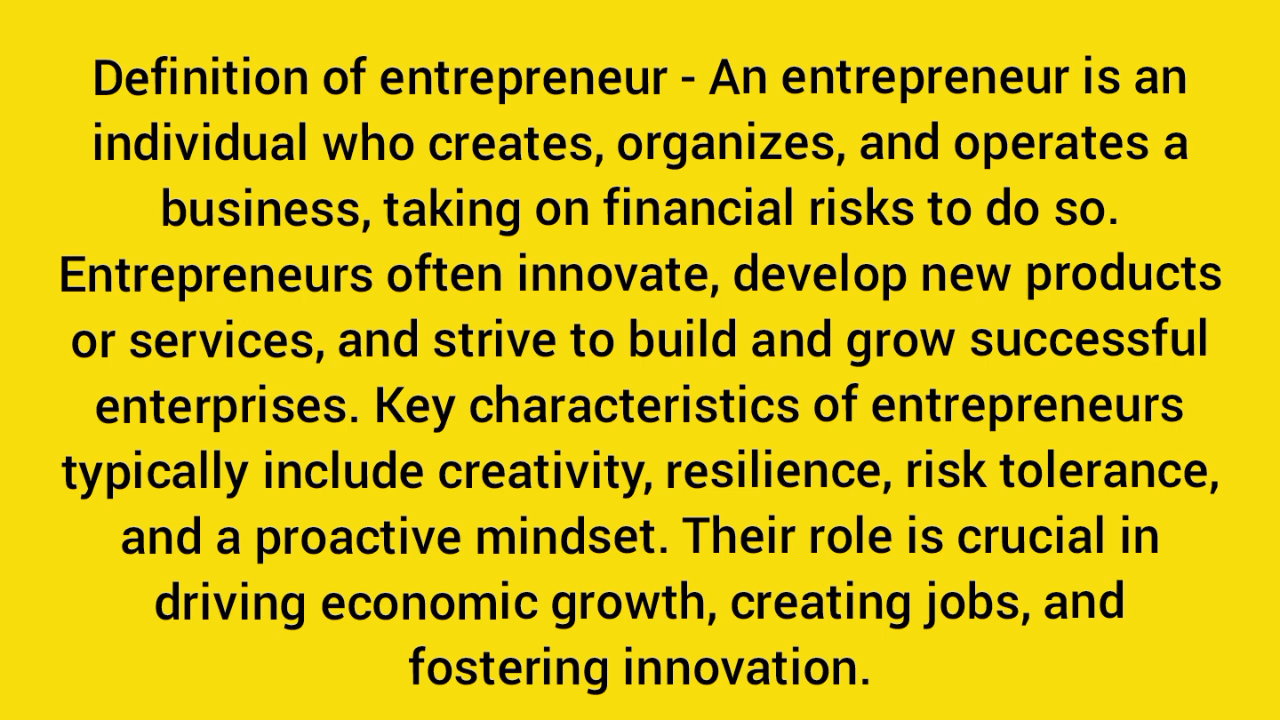 Definition of entrepreneur - An entrepreneur is an
individual who creates, organizes, and operates a
business, taking on financial risks to do so.
Entrepreneurs often innovate, develop new products
or services, and strive to build and grow successful
enterprises. Key characteristics of entrepreneurs
typically include creativity, resilience, risk tolerance,
and a proactive mindset. Their role is crucial in
driving economic growth, creating jobs, and
fostering innovation.